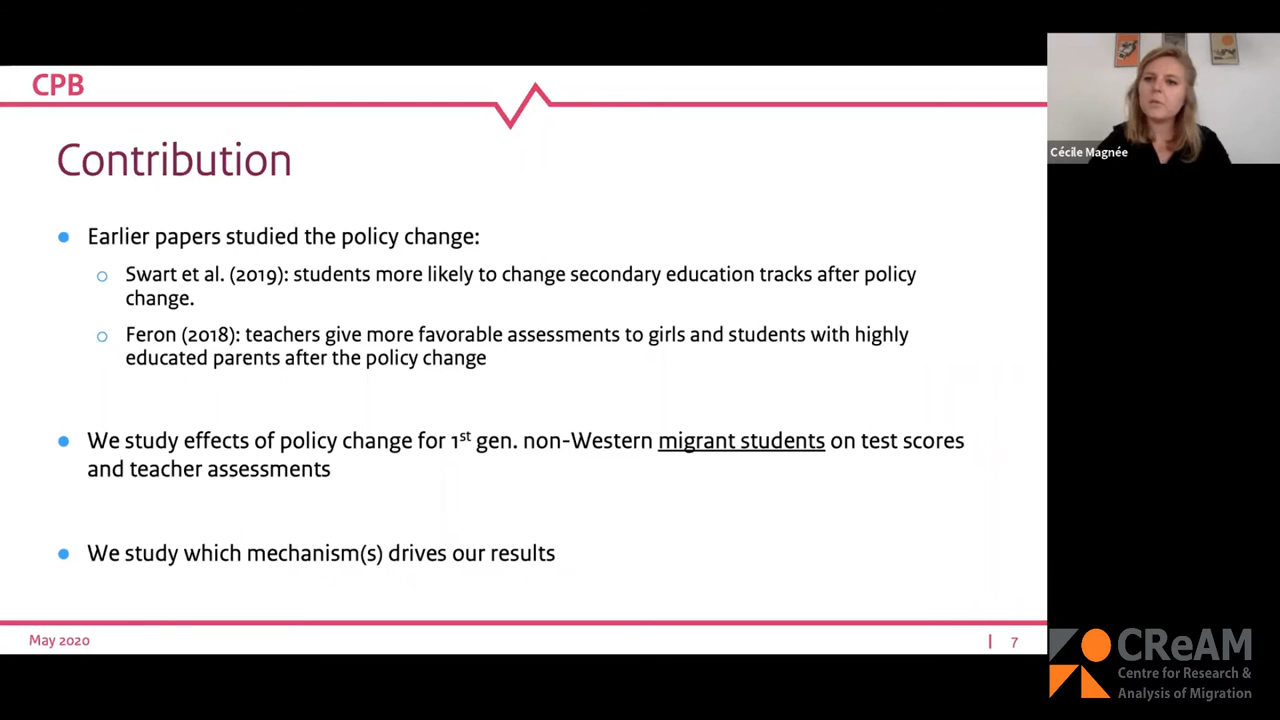 CPB
Contribution
Earlier papers studied the policy change:
Swart et al. (2019): students more likely to change secondary education tracks after policy
change.
Feron (2018): teachers give more favorable assessments to girls and students with highly
educated parents after the policy change
We study effects of policy change for 1st gen. non-Western migrant students on test scores
and teacher assessments
We study which mechanism(s) drives our results
May 2020
7
Cécile Magnée
CReAM
Centre for Research &
Analysis of Migration